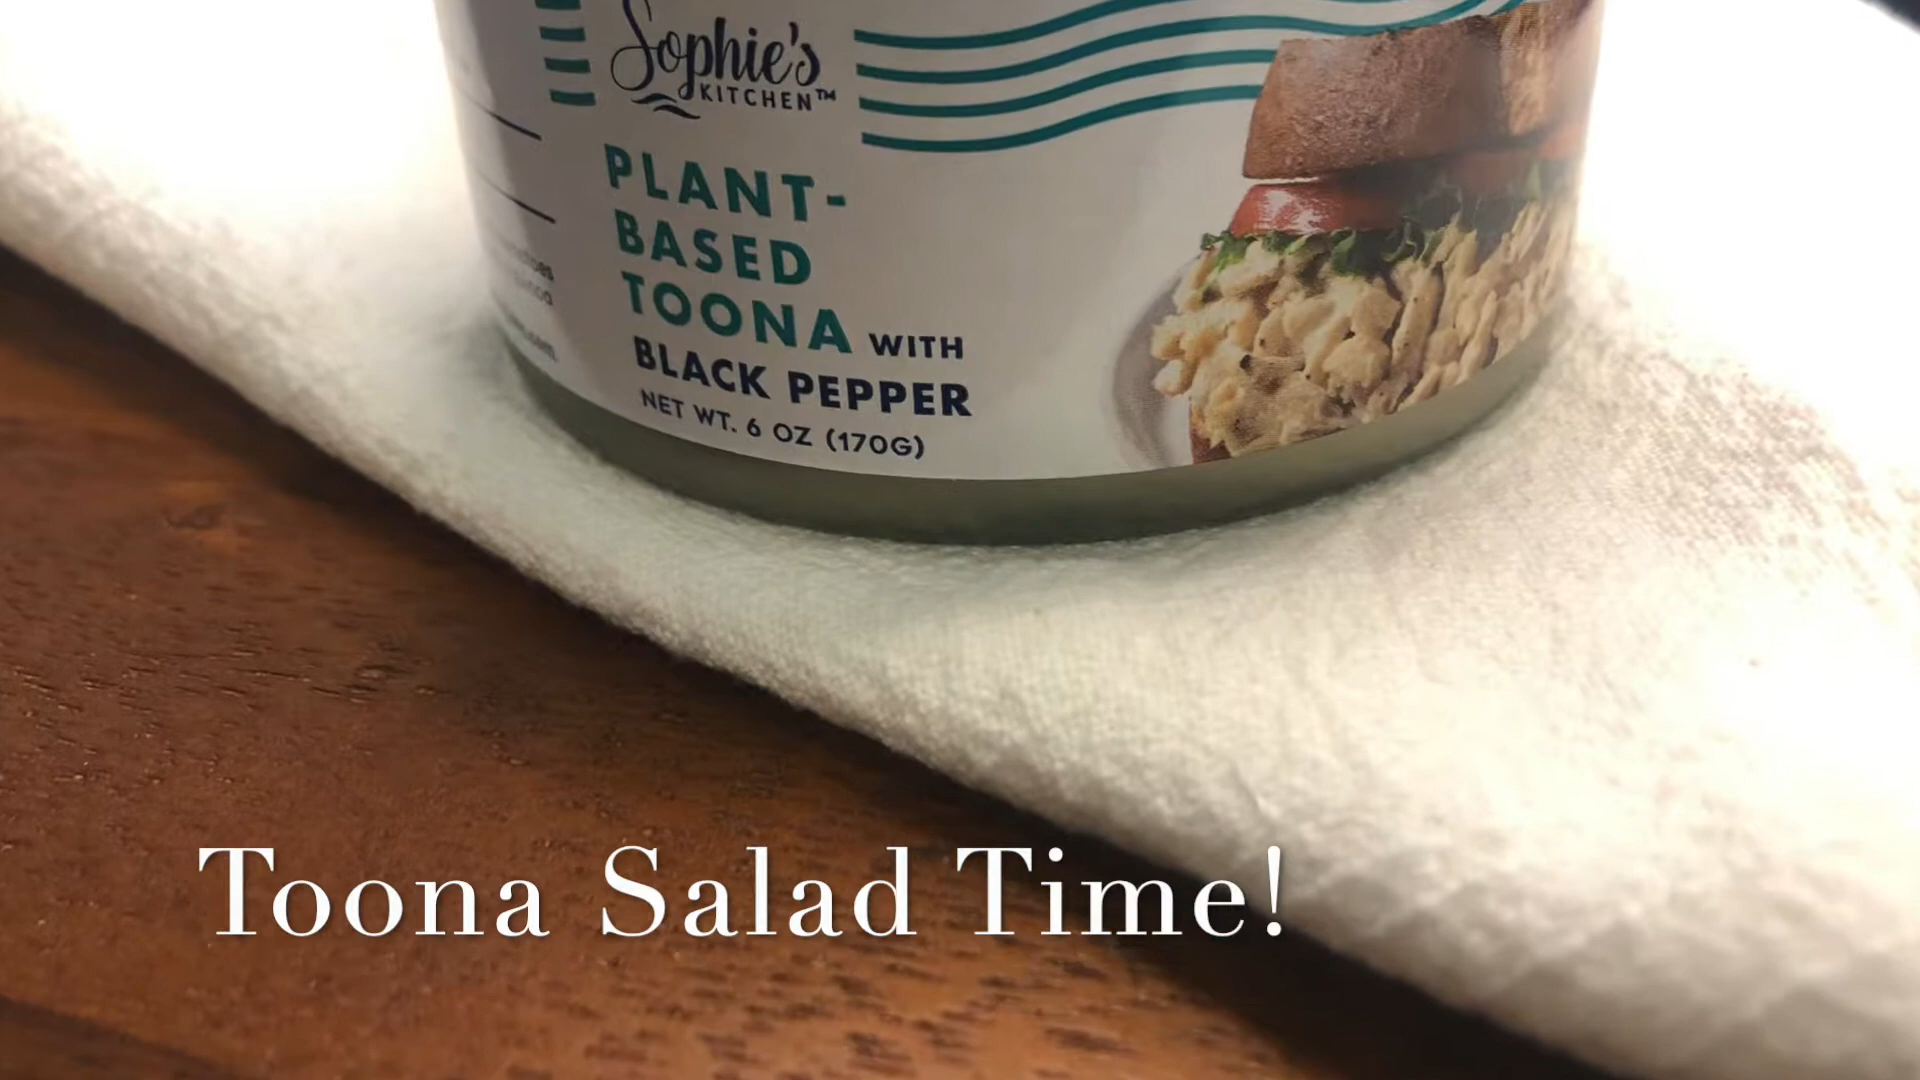 Sophie's
KITCHEN™
PLANT-
BASED
TOONA WITH
BLACK PEPPER
NET WT. 6 OZ (170G)
Toona Salad Time!